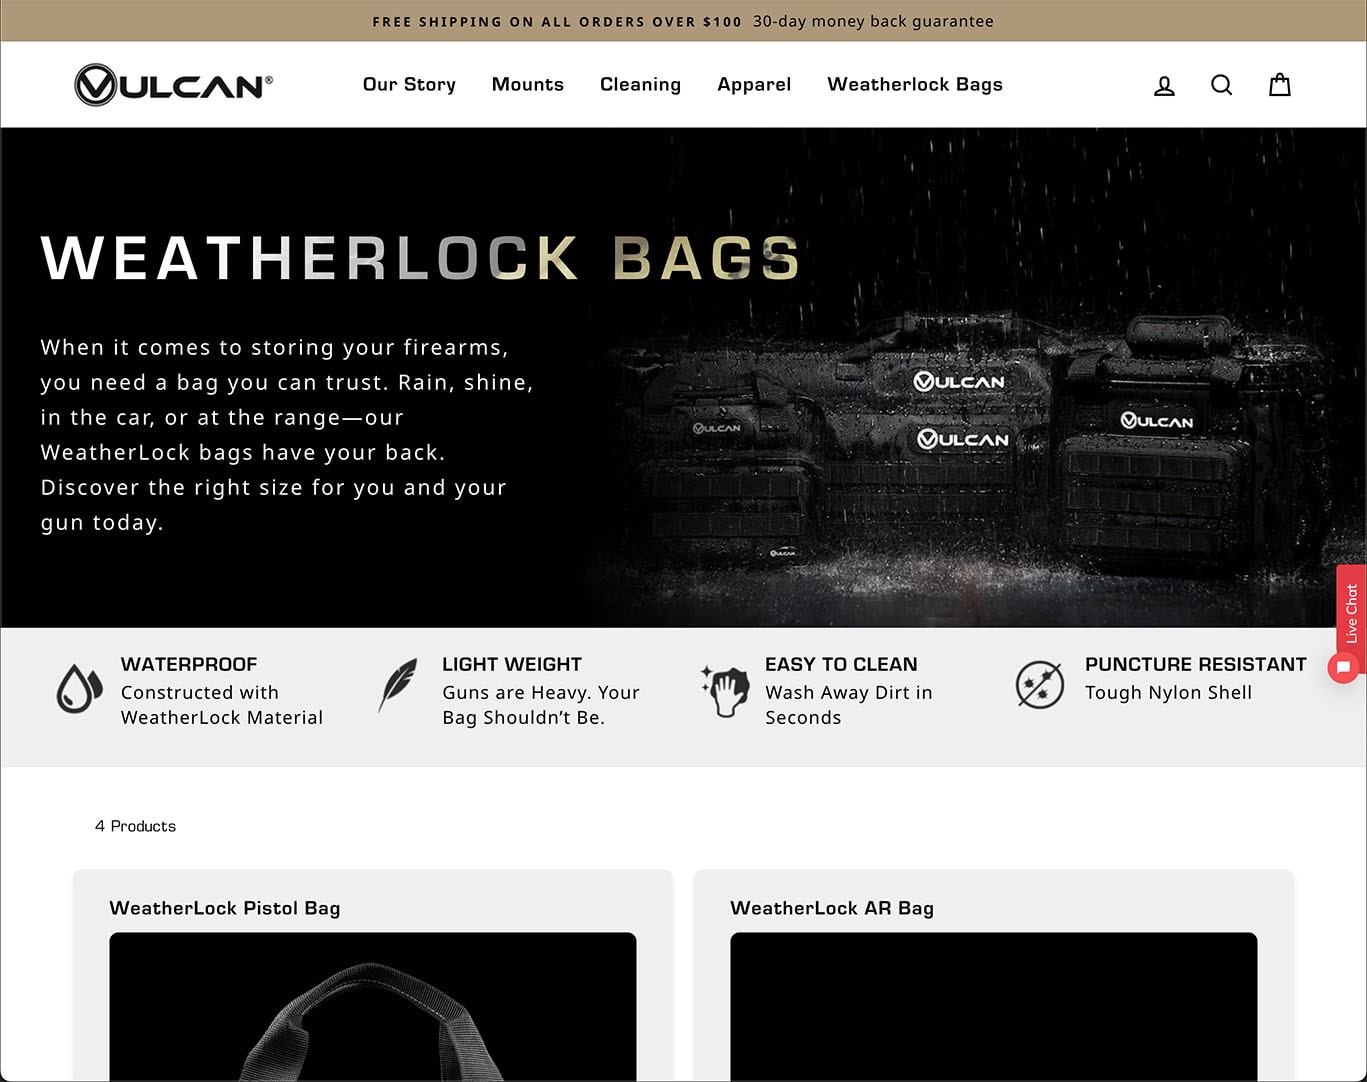 FREE SHIPPING ON ALL ORDERS OVER $100 30-day money back guarantee
VULCAN®
Our Story Mounts Cleaning Apparel Weatherlock Bags
WEATHERLOCK BAGS
When it comes to storing your firearms,
you need a bag you can trust. Rain, shine,
in the car, or at the range—our
WeatherLock bags have your back.
Discover the right size for you and your
gun today.
VULCAN
VULCAN
VULCAN
VULCAN
VULCAN
Live Chat
WATERPROOF
Constructed with
WeatherLock Material
LIGHT WEIGHT
Guns are Heavy. Your
Bag Shouldn’t Be.
EASY TO CLEAN
Wash Away Dirt in
Seconds
PUNCTURE RESISTANT
Tough Nylon Shell
4 Products
WeatherLock Pistol Bag
WeatherLock AR Bag